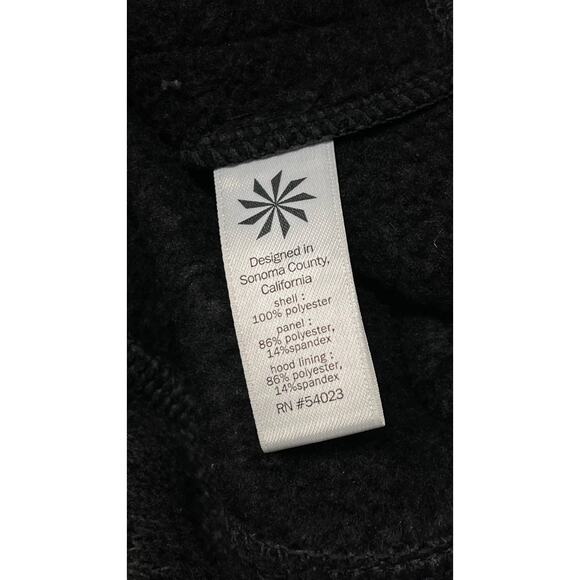 Designed in
Sonoma County,
California
shell :
100% polyester
panel :
86% polyester,
14%spandex
hood lining :
86% polyester,
14%spandex
RN #54023